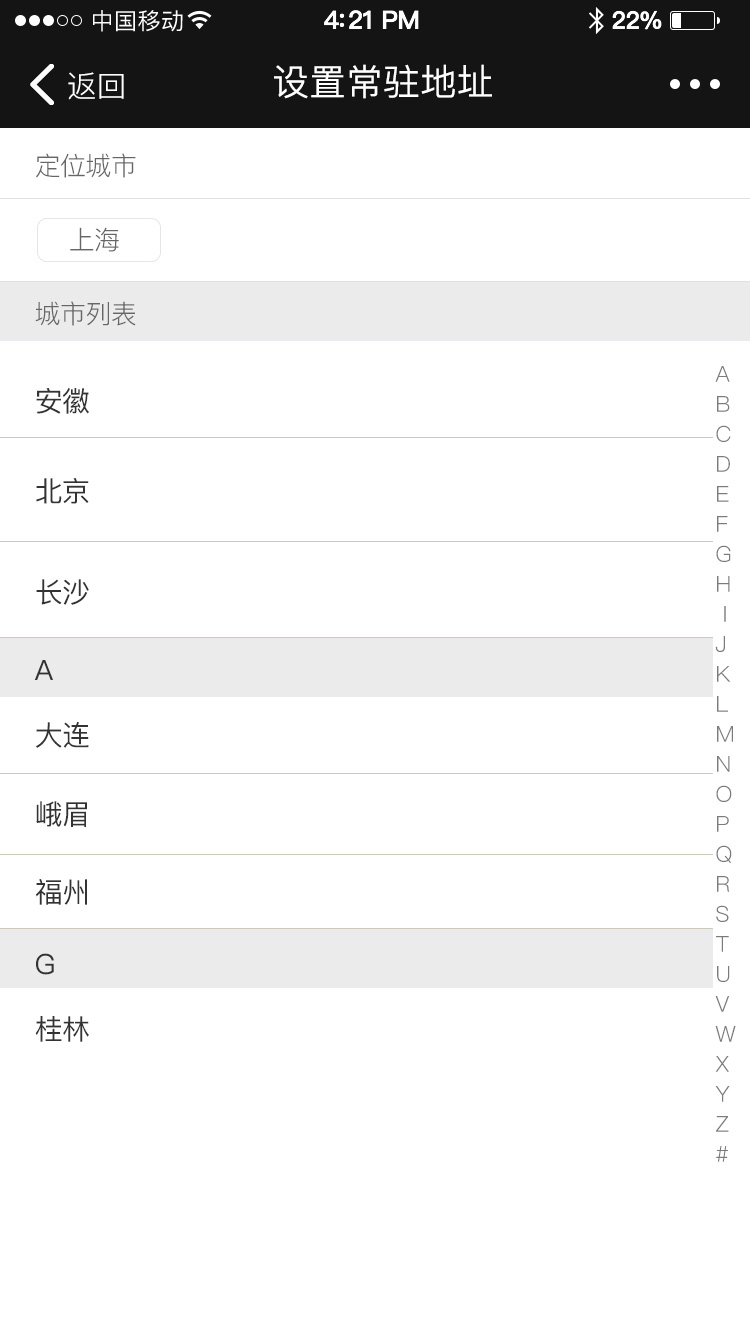 中国移动 4:21 PM 22%
返回 设置常驻地址
定位城市
上海
城市列表
安徽
北京
长沙
A
大连
峨眉
福州
G
桂林
A
B
C
D
E
F
G
H
I
J
K
L
M
N
O
P
Q
R
S
T
U
V
W
X
Y
Z
#